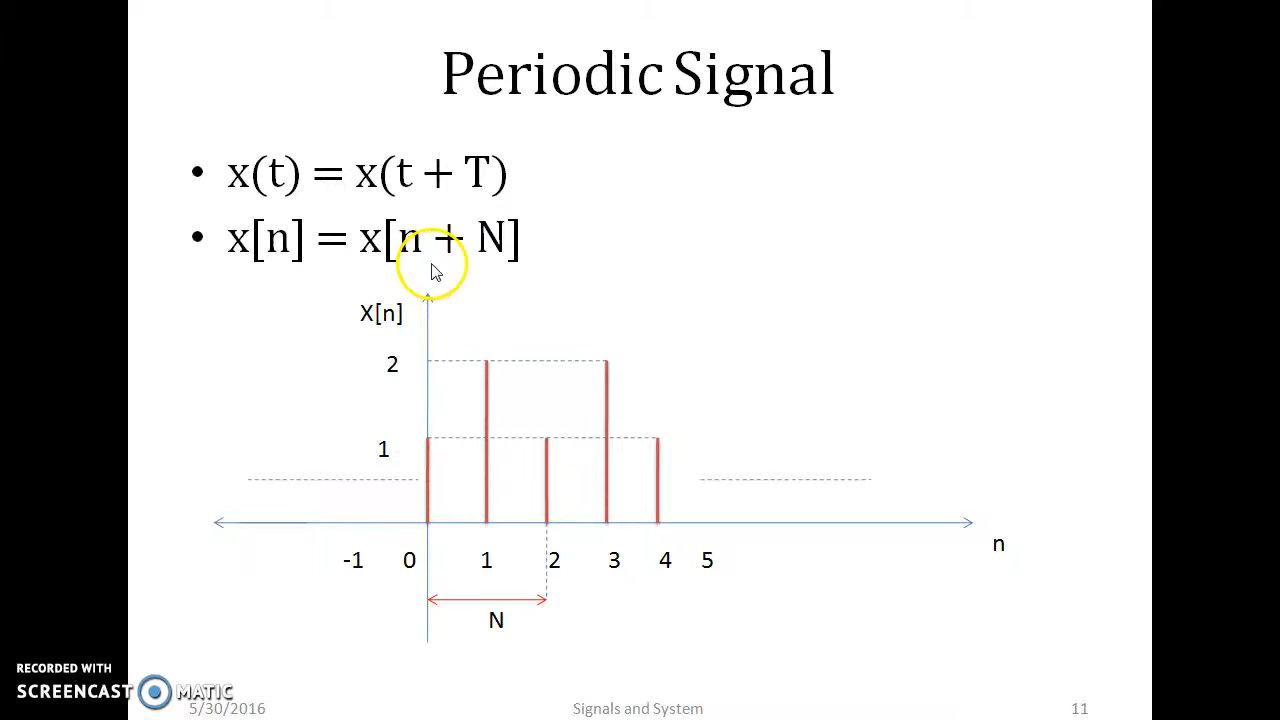 Periodic Signal
• x(t) = x(t + T)
• x[n] = x[n + N]
X[n]
2
1
n
-1 0 1 2 3 4 5
N
RECORDED WITH
SCREENCAST MATIC
5/30/2016 Signals and System 11